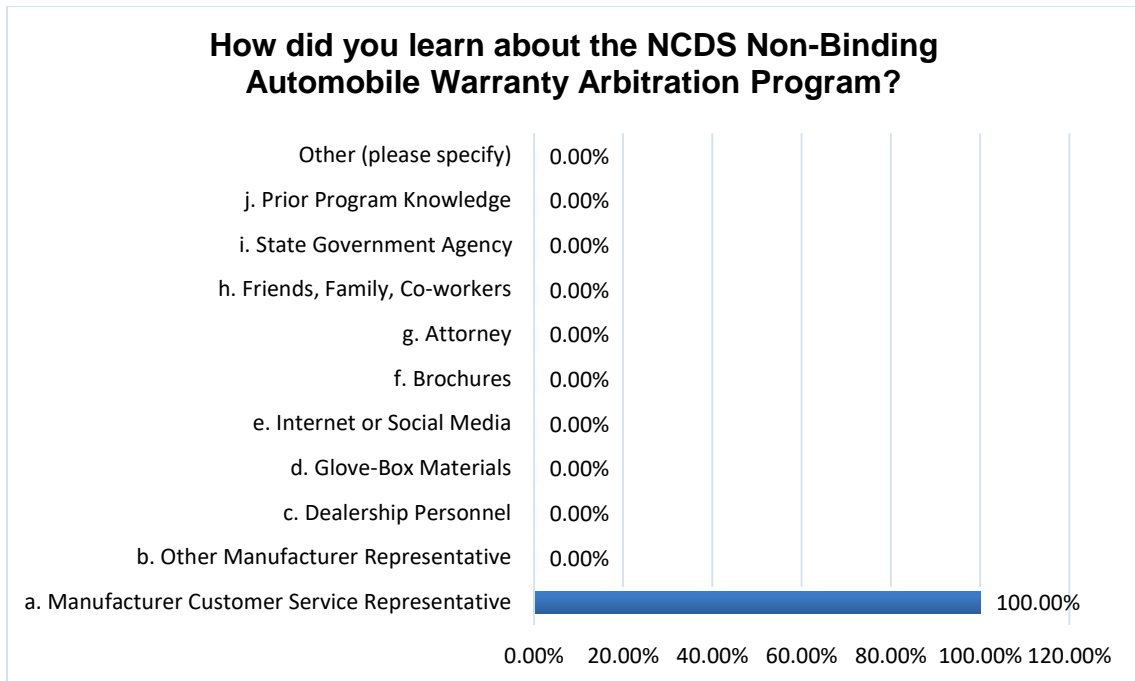 How did you learn about the NCDS Non-Binding
Automobile Warranty Arbitration Program?
Other (please specify) 0.00%
j. Prior Program Knowledge 0.00%
i. State Government Agency 0.00%
h. Friends, Family, Co-workers 0.00%
g. Attorney 0.00%
f. Brochures 0.00%
e. Internet or Social Media 0.00%
d. Glove-Box Materials 0.00%
c. Dealership Personnel 0.00%
b. Other Manufacturer Representative 0.00%
a. Manufacturer Customer Service Representative 100.00%
0.00% 20.00% 40.00% 60.00% 80.00% 100.00% 120.00%